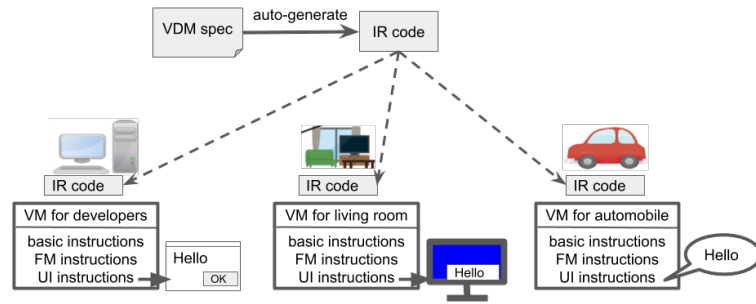 VDM spec
auto-generate
IR code
IR code
IR code
IR code
VM for developers
basic instructions
FM instructions
UI instructions
Hello
OK
VM for living room
basic instructions
FM instructions
UI instructions
Hello
VM for automobile
basic instructions
FM instructions
UI instructions
Hello